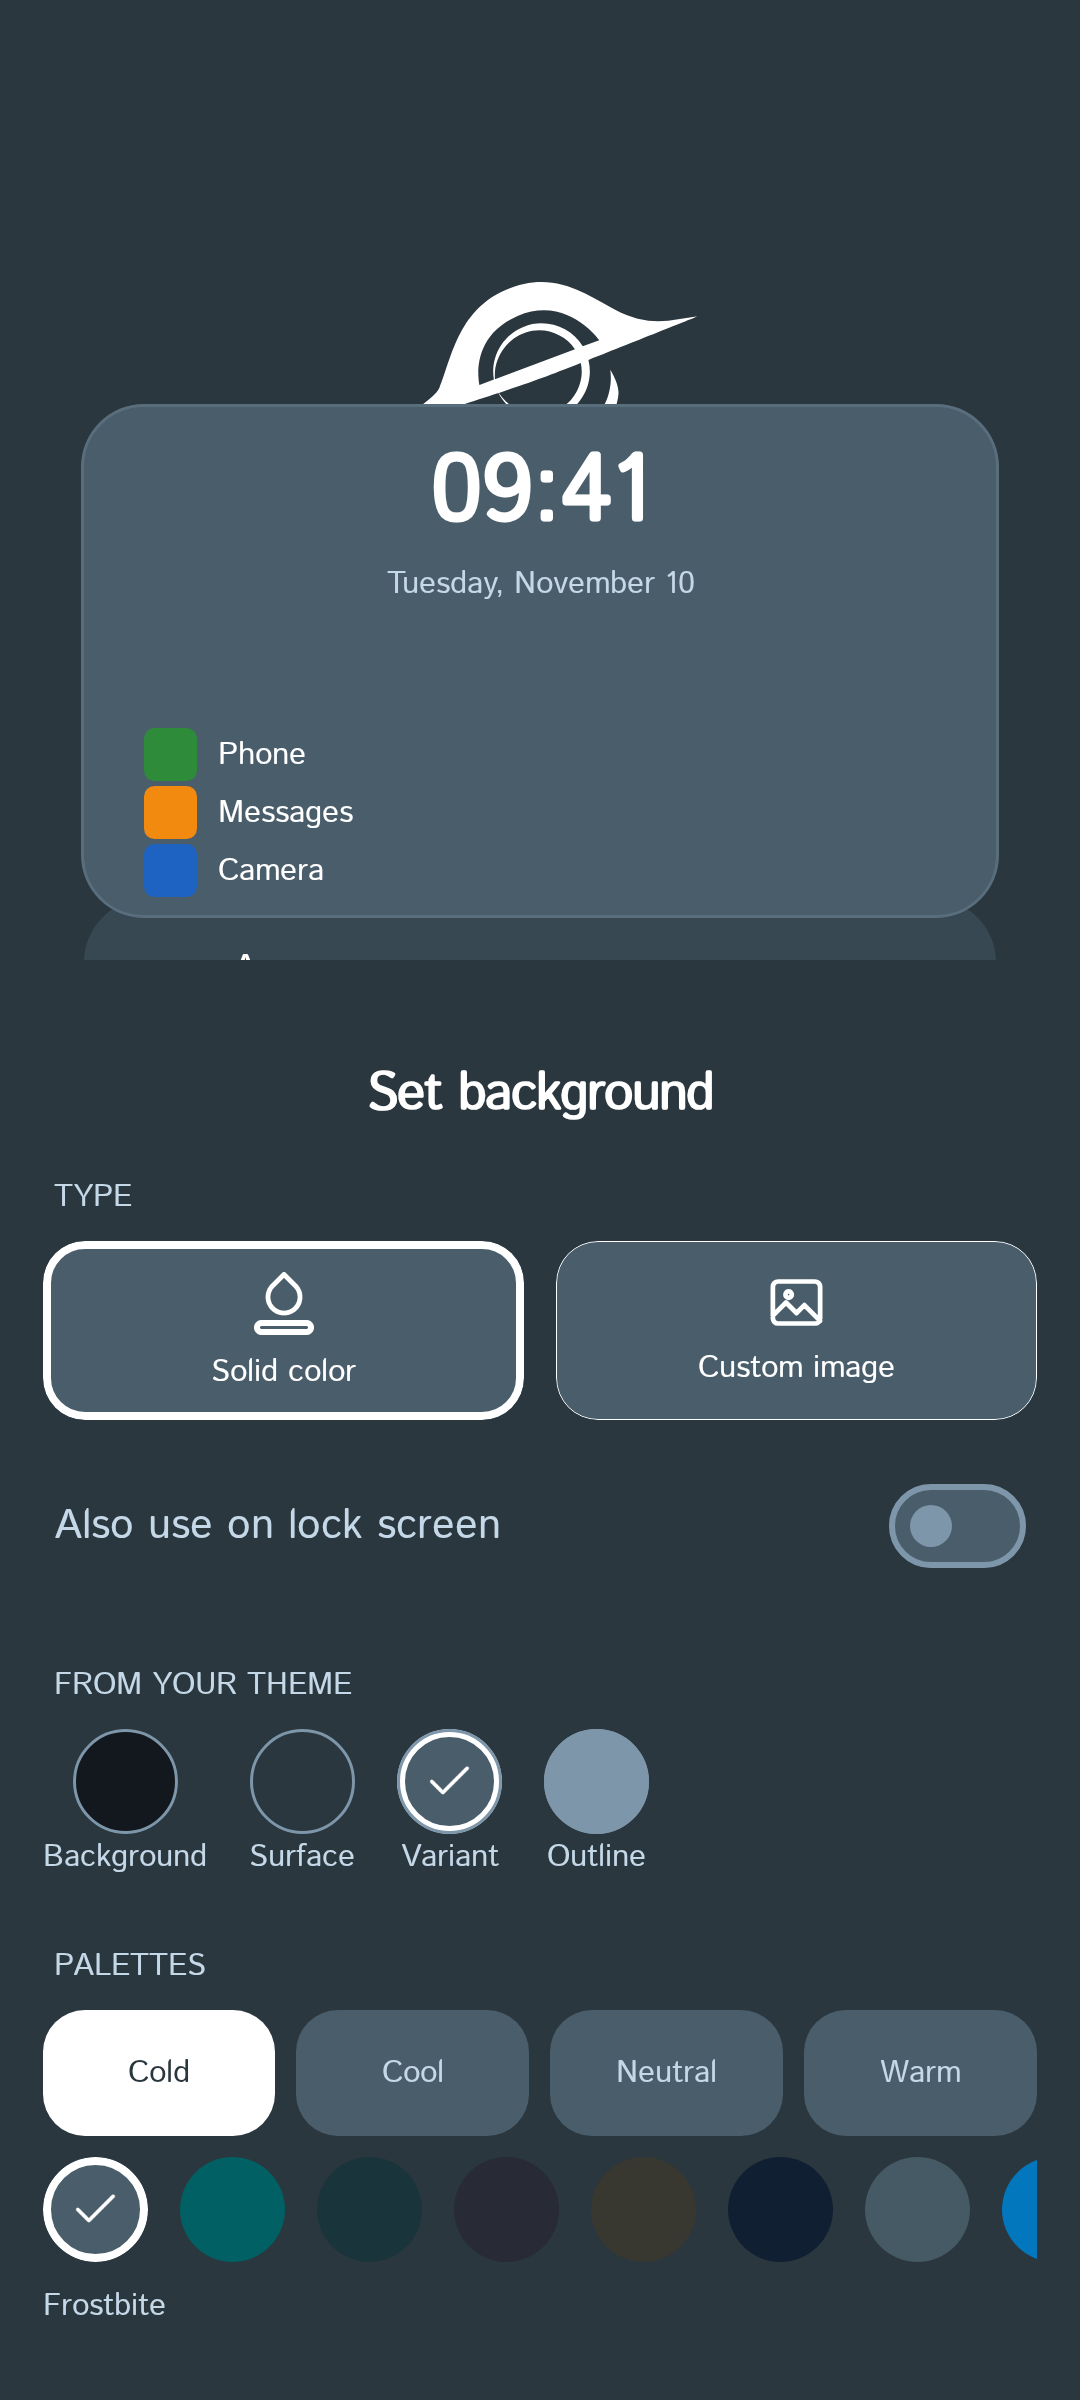 09:41
Tuesday, November 10
Phone
Messages
Camera
Set background
TYPE
Solid color
Custom image
Also use on lock screen
FROM YOUR THEME
Background
Surface
Variant
Outline
PALETTES
Cold
Cool
Neutral
Warm
Frostbite